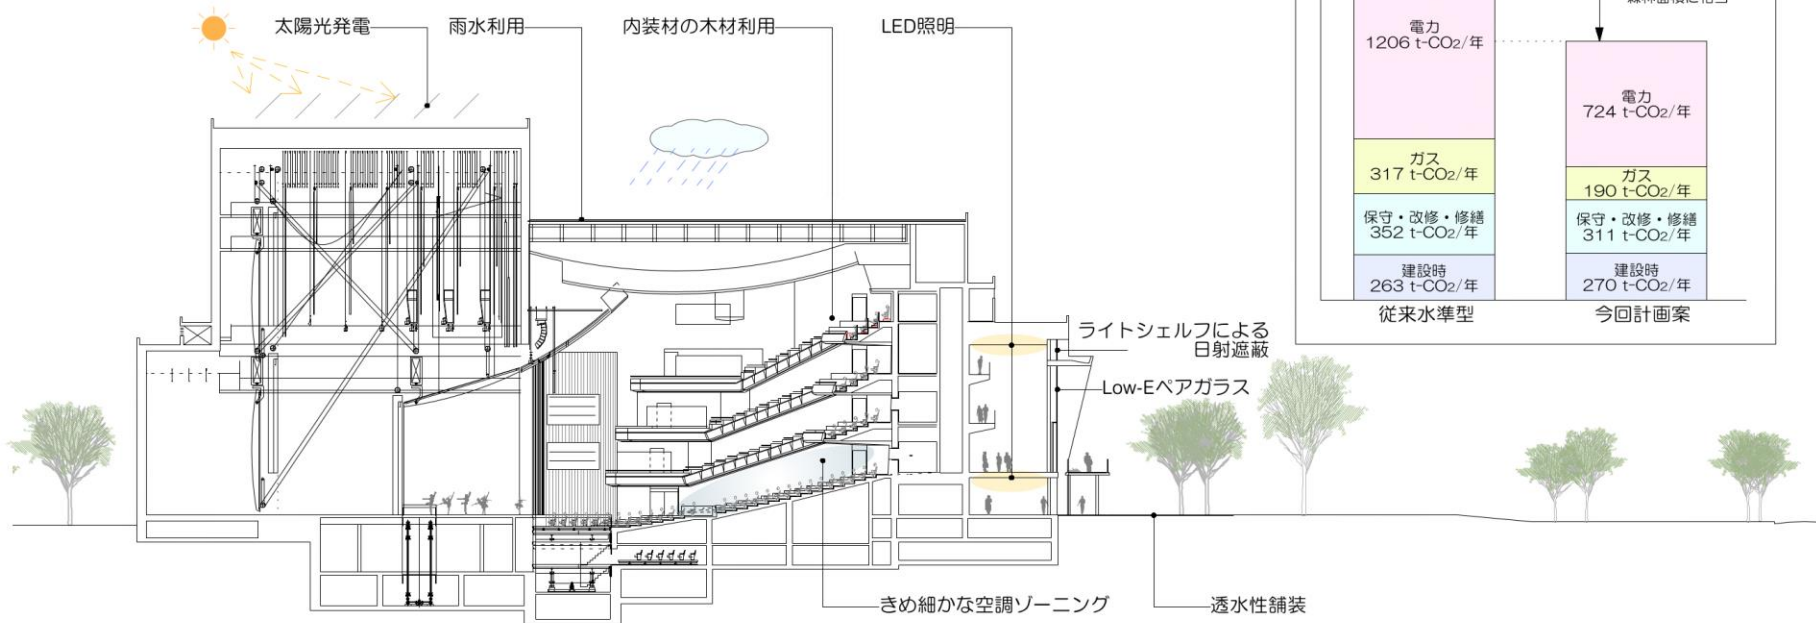 太陽光発電
雨水利用
内装材の木材利用
LED照明
ライトシェルフによる
日射遮蔽
Low-Eペアガラス
きめ細かな空調ゾーニング
透水性舗装
電力
1206 t-CO2/年
ガス
317 t-CO2/年
保守・改修・修繕
352 t-CO2/年
建設時
263 t-CO2/年
従来水準型
電力
724 t-CO2/年
ガス
190 t-CO2/年
保守・改修・修繕
311 t-CO2/年
建設時
270 t-CO2/年
今回計画案